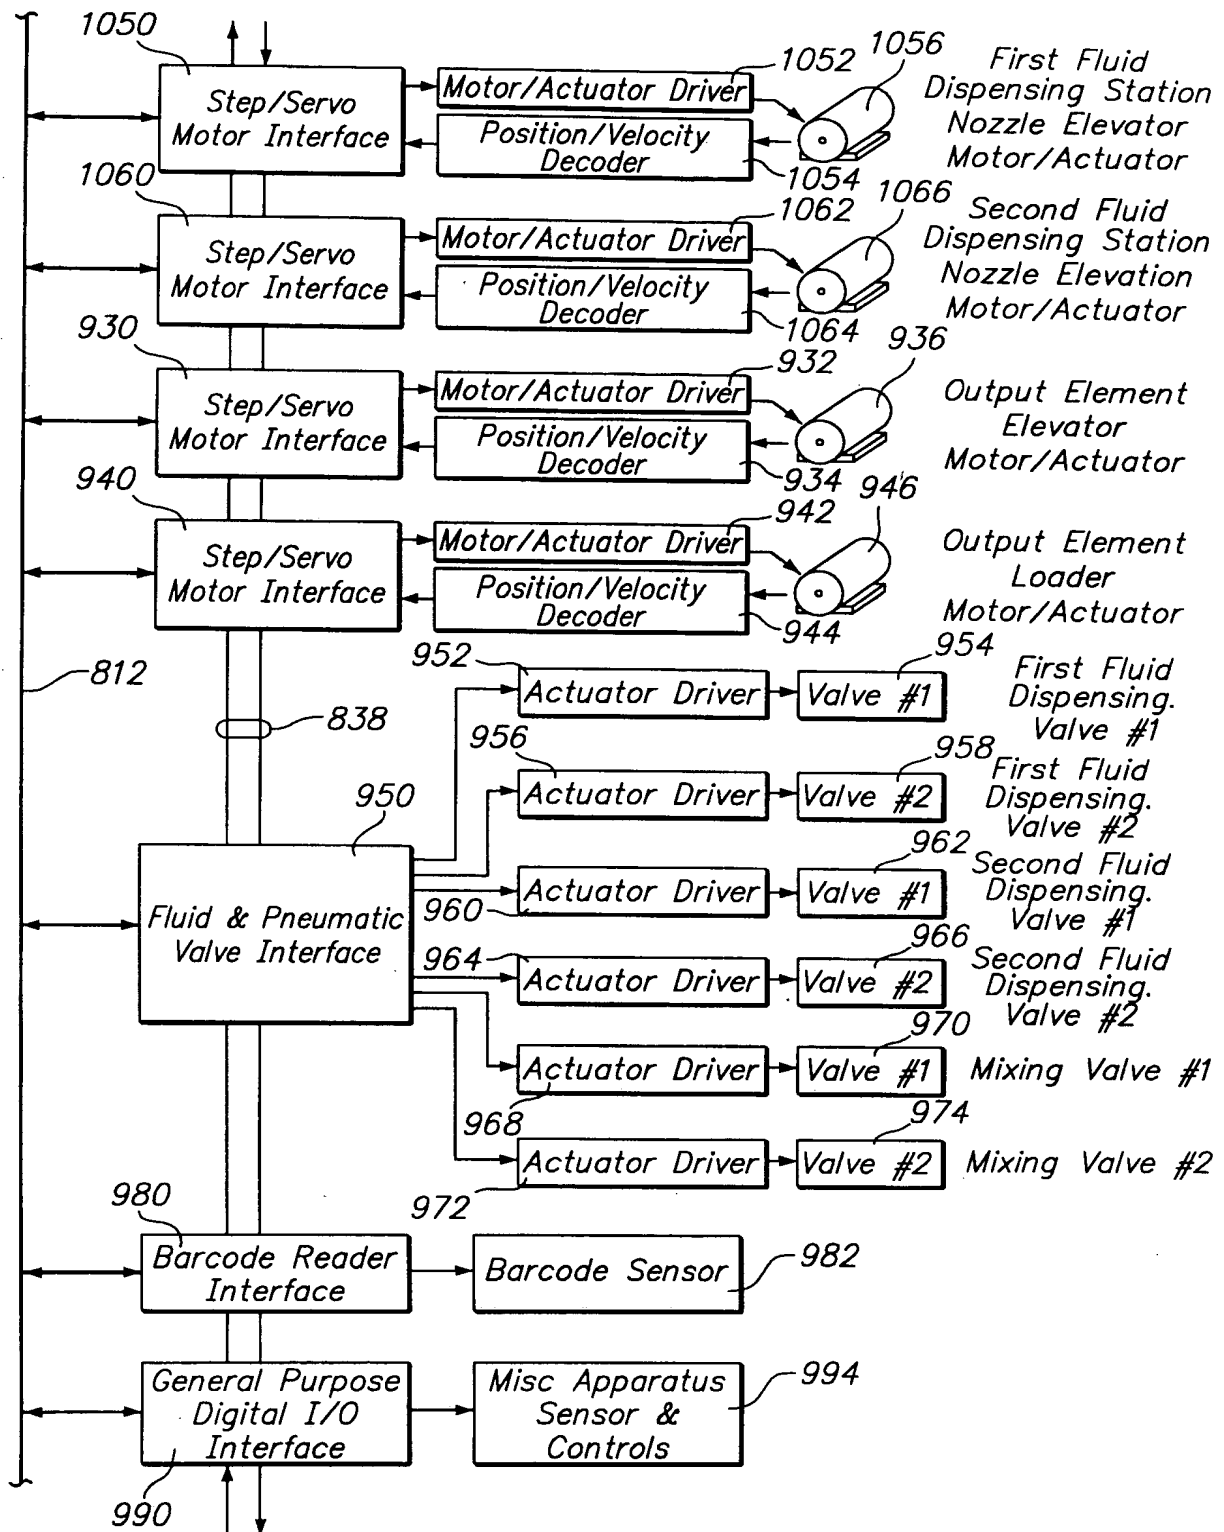 1050
Step/Servo
Motor Interface
1052
Motor/Actuator Driver
Position/Velocity
Decoder
1054
1056
First Fluid
Dispensing Station
Nozzle Elevator
Motor/Actuator
1060
Step/Servo
Motor Interface
1062
Motor/Actuator Driver
Position/Velocity
Decoder
1064
1066
Second Fluid
Dispensing Station
Nozzle Elevation
Motor/Actuator
930
Step/Servo
Motor Interface
932
Motor/Actuator Driver
Position/Velocity
Decoder
934
936
Output Element
Elevator
Motor/Actuator
940
Step/Servo
Motor Interface
942
Motor/Actuator Driver
Position/Velocity
Decoder
944
946
Output Element
Loader
Motor/Actuator
812
838
950
Fluid & Pneumatic
Valve Interface
952
Actuator Driver
954
Valve #1
First Fluid
Dispensing.
Valve #1
956
Actuator Driver
958
Valve #2
First Fluid
Dispensing.
Valve #2
960
Actuator Driver
962
Valve #1
Second Fluid
Dispensing.
Valve #1
964
Actuator Driver
966
Valve #2
Second Fluid
Dispensing.
Valve #2
968
Actuator Driver
970
Valve #1
Mixing Valve #1
972
Actuator Driver
974
Valve #2
Mixing Valve #2
980
Barcode Reader
Interface
Barcode Sensor
982
General Purpose
Digital I/O
Interface
990
Misc Apparatus
Sensor &
Controls
994